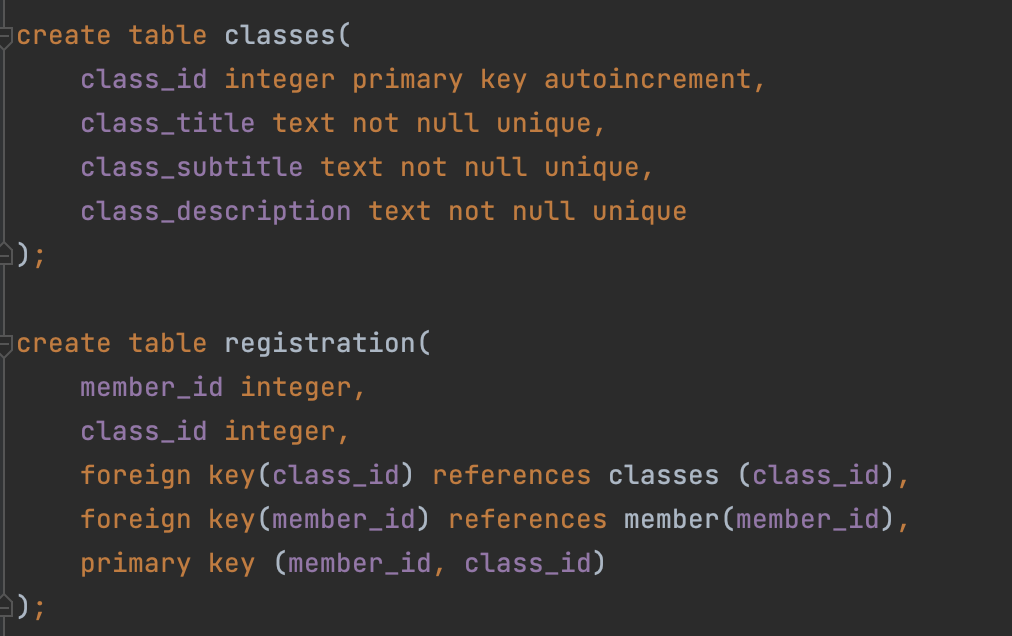 create table classes(
    class_id integer primary key autoincrement,
    class_title text not null unique,
    class_subtitle text not null unique,
    class_description text not null unique
);
create table registration(
    member_id integer,
    class_id integer,
    foreign key(class_id) references classes (class_id),
    foreign key(member_id) references member(member_id),
    primary key (member_id, class_id)
);